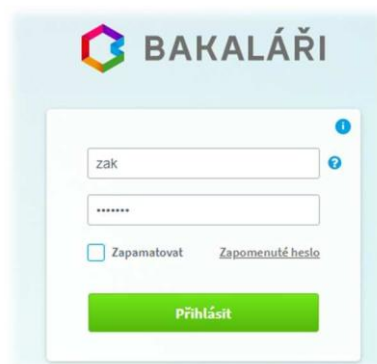 BAKALÁŘI
zak
•••••••
Zapamatovat Zapomenuté heslo
Přihlásit